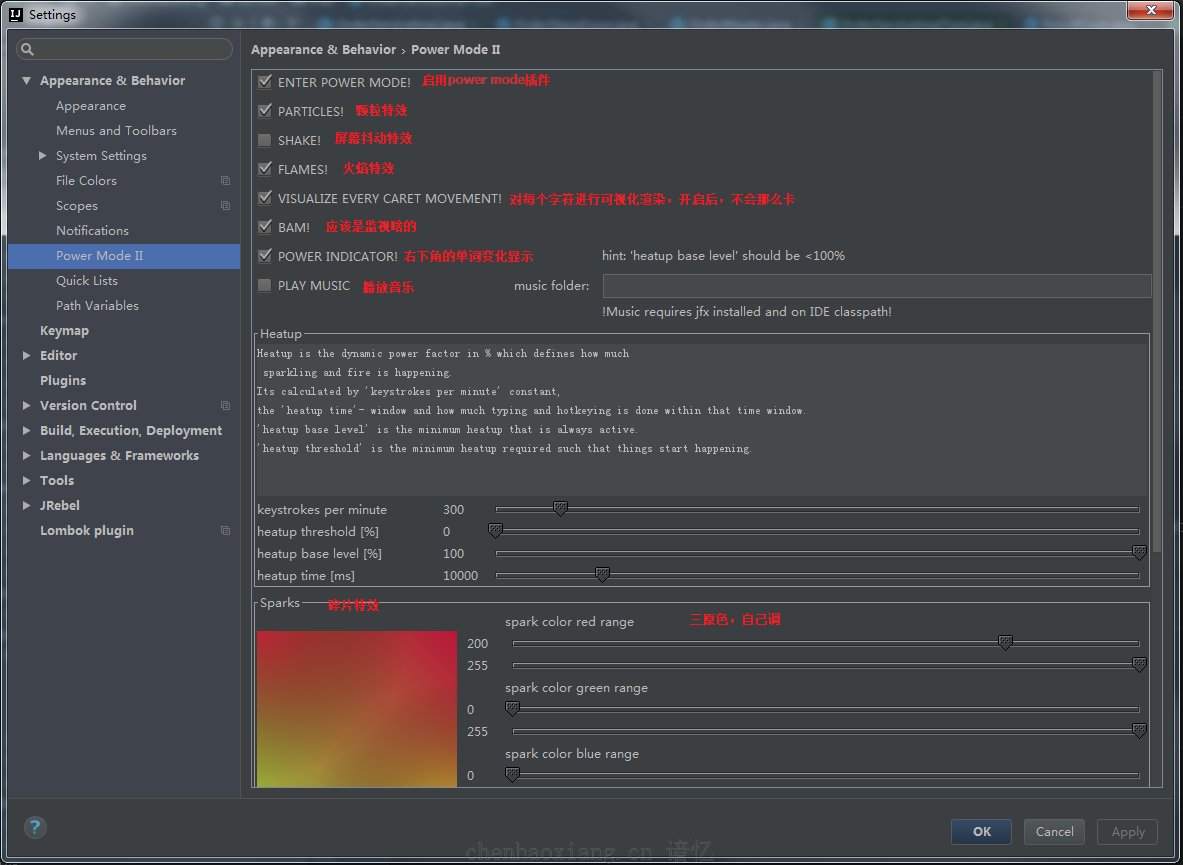 Settings
Appearance & Behavior
Appearance
Menus and Toolbars
System Settings
File Colors
Scopes
Notifications
Power Mode II
Quick Lists
Path Variables
Keymap
Editor
Plugins
Version Control
Build, Execution, Deployment
Languages & Frameworks
Tools
JRebel
Lombok plugin
Appearance & Behavior › Power Mode II
ENTER POWER MODE! 启用power mode插件
PARTICLES! 颗粒特效
SHAKE! 屏幕抖动特效
FLAMES! 火焰特效
VISUALIZE EVERY CARET MOVEMENT! 对每个字符进行可视化渲染，开启后，不会那么卡
BAM! 应该是监视啥的
POWER INDICATOR! 右下角的单词变化显示 hint: 'heatup base level' should be <100%
PLAY MUSIC 播放音乐 music folder:
!Music requires jfx installed and on IDE classpath!
Heatup
Heatup is the dynamic power factor in % which defines how much
sparkling and fire is happening.
Its calculated by 'keystrokes per minute' constant,
the 'heatup time'- window and how much typing and hotkeying is done within that time window.
'heatup base level' is the minimum heatup that is always active.
'heatup threshold' is the minimum heatup required such that things start happening.
keystrokes per minute 300
heatup threshold [%] 0
heatup base level [%] 100
heatup time [ms] 10000
Sparks 碎片特效
spark color red range 三原色，自己调
200
255
spark color green range
0
255
spark color blue range
0
? OK Cancel Apply
chenhaoxiang.cn 谙忆